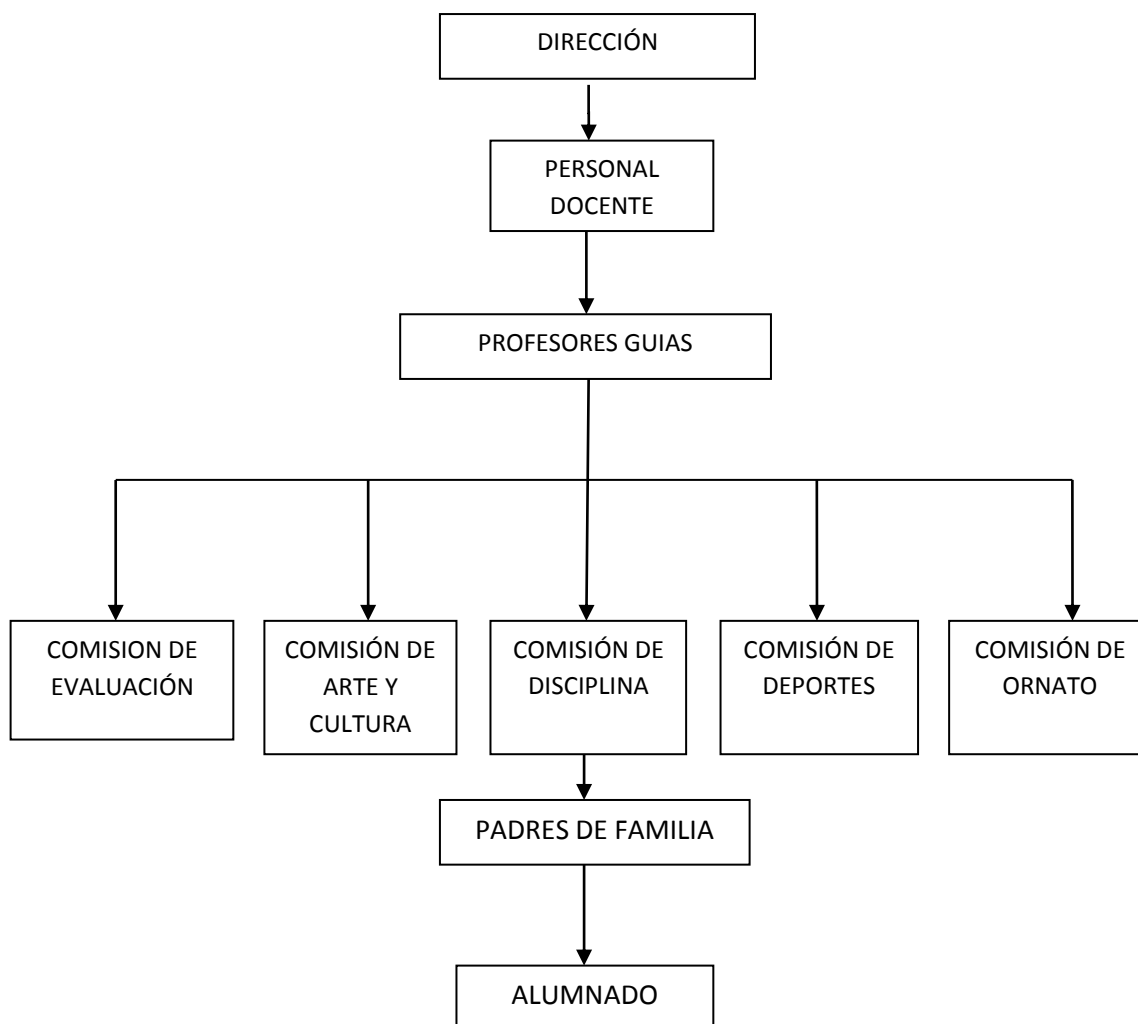 DIRECCIÓN
PERSONAL
DOCENTE
PROFESORES GUIAS
COMISION DE
EVALUACIÓN
COMISIÓN DE
ARTE Y
CULTURA
COMISIÓN DE
DISCIPLINA
COMISIÓN DE
DEPORTES
COMISIÓN DE
ORNATO
PADRES DE FAMILIA
ALUMNADO